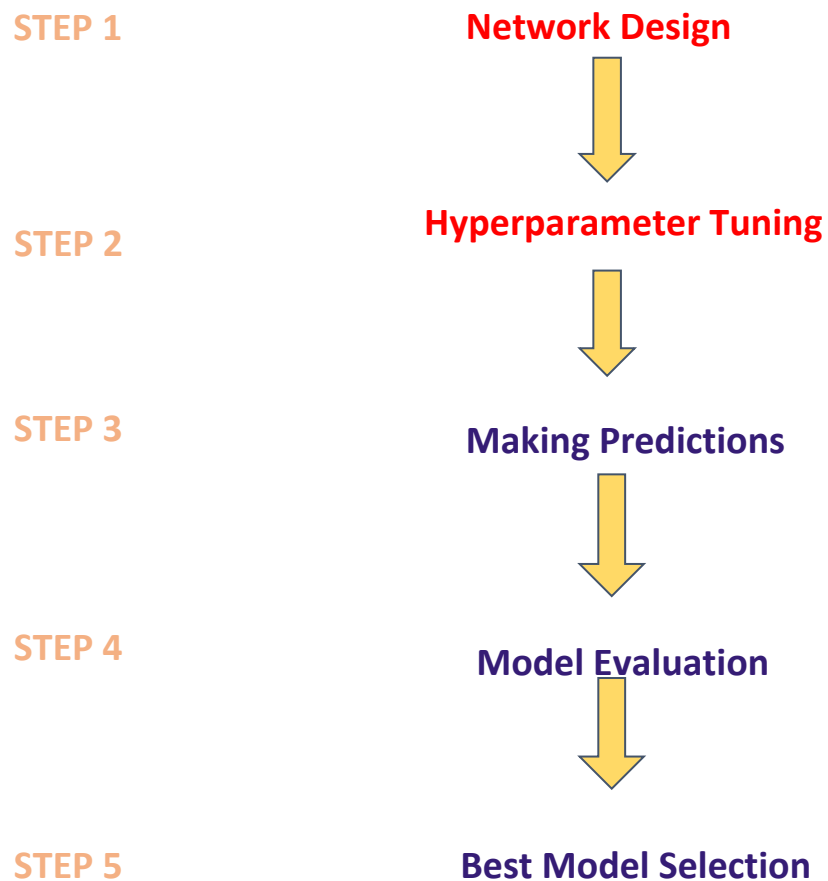 STEP 1
Network Design
STEP 2
Hyperparameter Tuning
STEP 3
Making Predictions
STEP 4
Model Evaluation
STEP 5
Best Model Selection